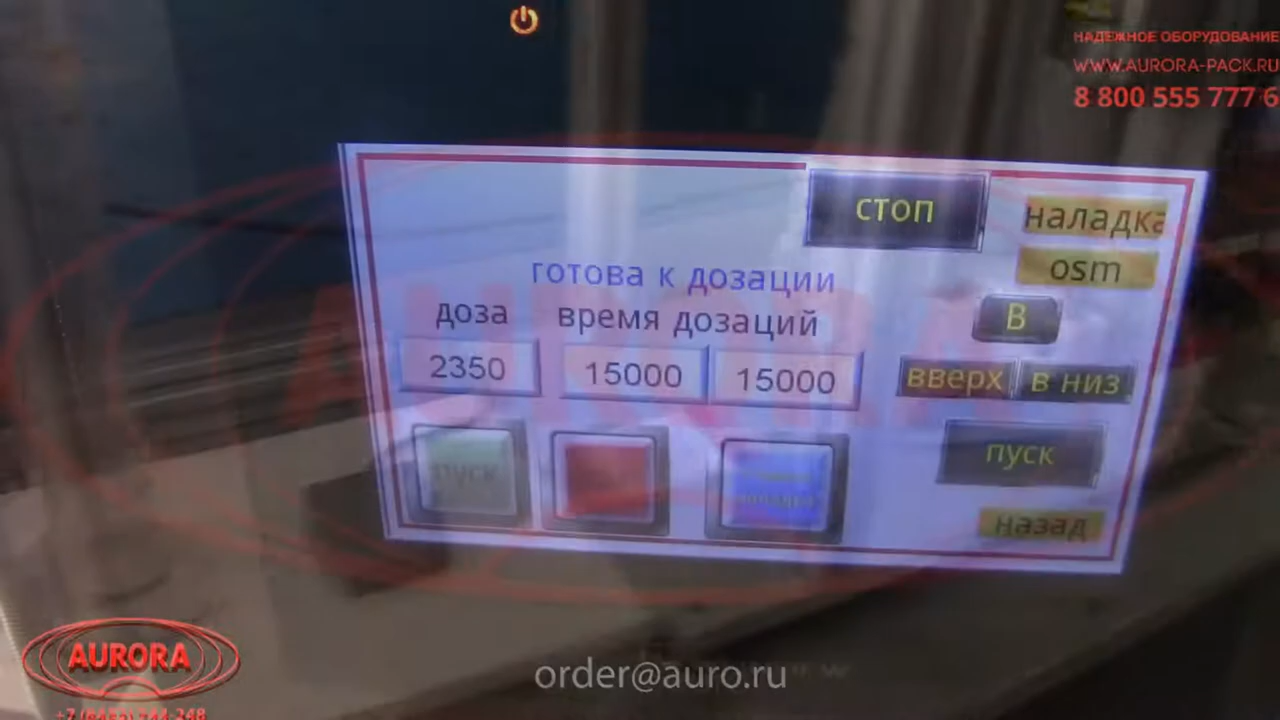 НАДЕЖНОЕ ОБОРУДОВАНИЕ
WWW.AURORA-PACK.RU
8 800 555 777 6
стоп
наладка
osm
готова к дозации
доза время дозаций
В
2350 15000 15000
вверх в низ
пуск
пуск
назад
AURORA
AURORA
order@auro.ru